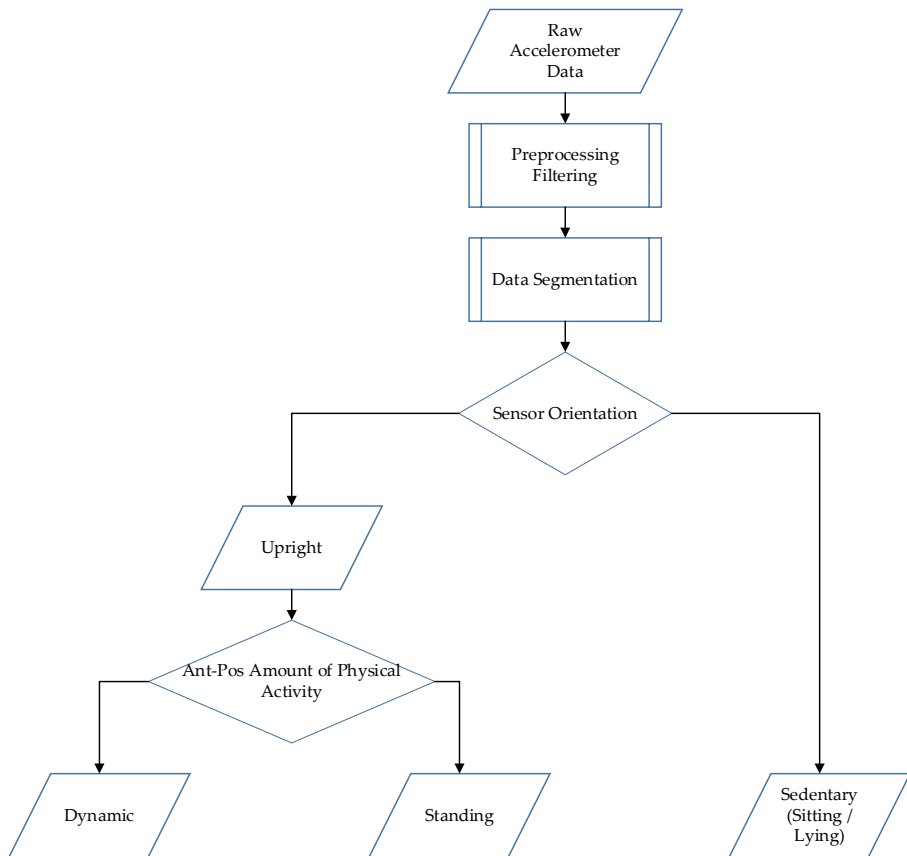 Raw
Accelerometer
Data
Preprocessing
Filtering
Data Segmentation
Sensor Orientation
Upright
Ant-Pos Amount of Physical
Activity
Dynamic
Standing
Sedentary
(Sitting /
Lying)